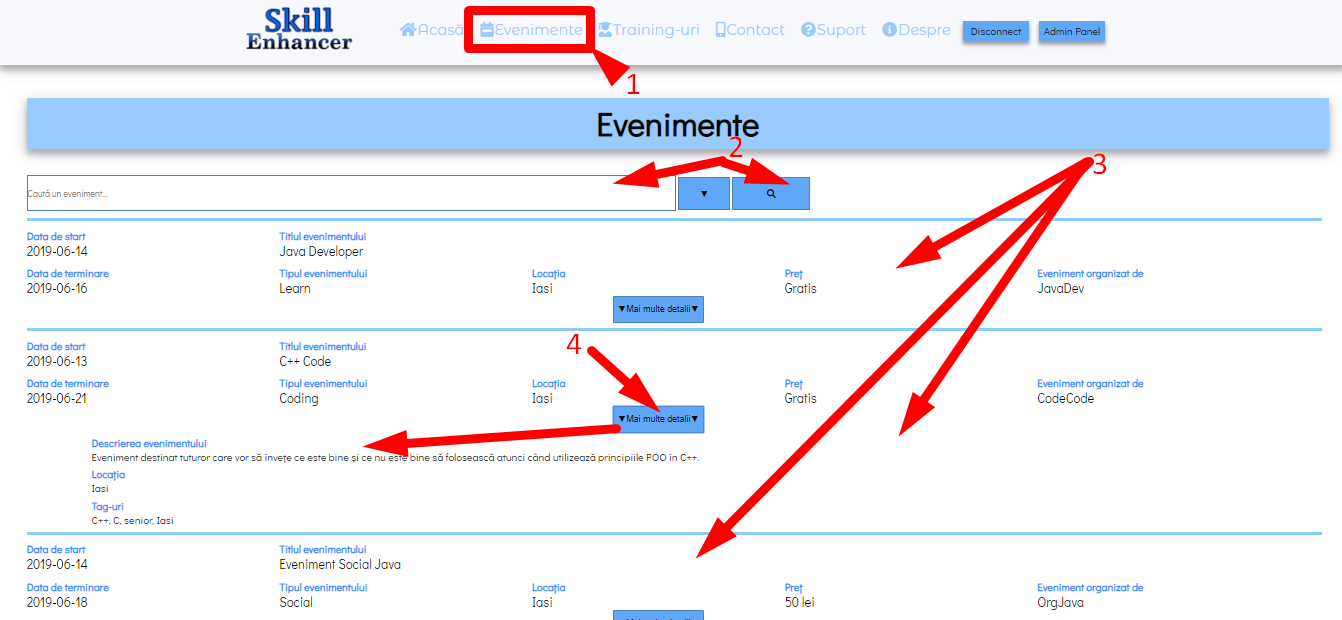 Skill
Enhancer
Acasă Evenimente Training-uri Contact Suport Despre Disconnect Admin Panel
1
Evenimente
2
3
Caută un eveniment... ▼
Data de start Titlul evenimentului
2019-06-14 Java Developer
Data de terminare Tipul evenimentului Locația Preț Eveniment organizat de
2019-06-16 Learn Iasi Gratis JavaDev
▼Mai multe detalii▼
Data de start Titlul evenimentului
4
2019-06-13 C++ Code
Data de terminare Tipul evenimentului Locația Preț Eveniment organizat de
2019-06-21 Coding Iasi Gratis CodeCode
▼Mai multe detalii▼
Descrierea evenimentului
Eveniment destinat tuturor care vor să învețe ce este bine și ce nu este bine să folosească atunci când utilizează principiile POO in C++.
Locația
Iasi
Tag-uri
C++, C, senior, Iasi
Data de start Titlul evenimentului
2019-06-14 Eveniment Social Java
Data de terminare Tipul evenimentului Locația Preț Eveniment organizat de
2019-06-18 Social Iasi 50 lei OrgJava